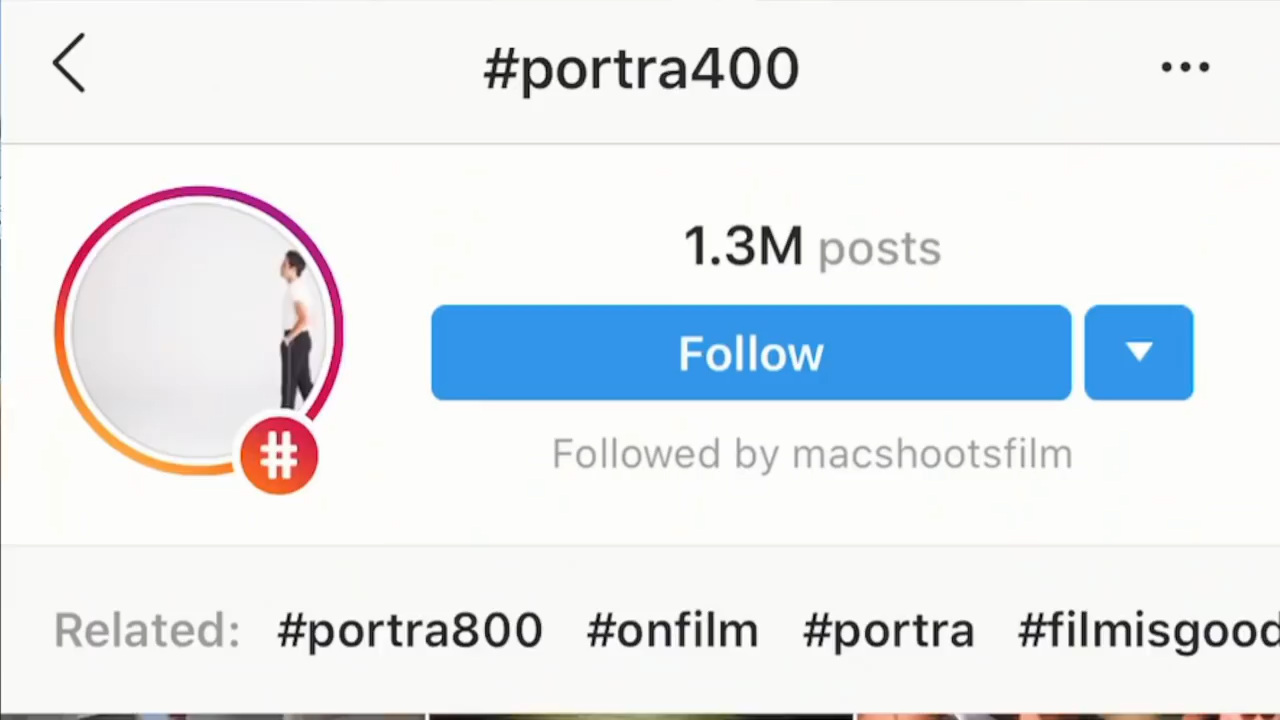 #portra400
1.3M posts
Follow
Followed by macshootsfilm
#
Related: #portra800 #onfilm #portra #filmisgood